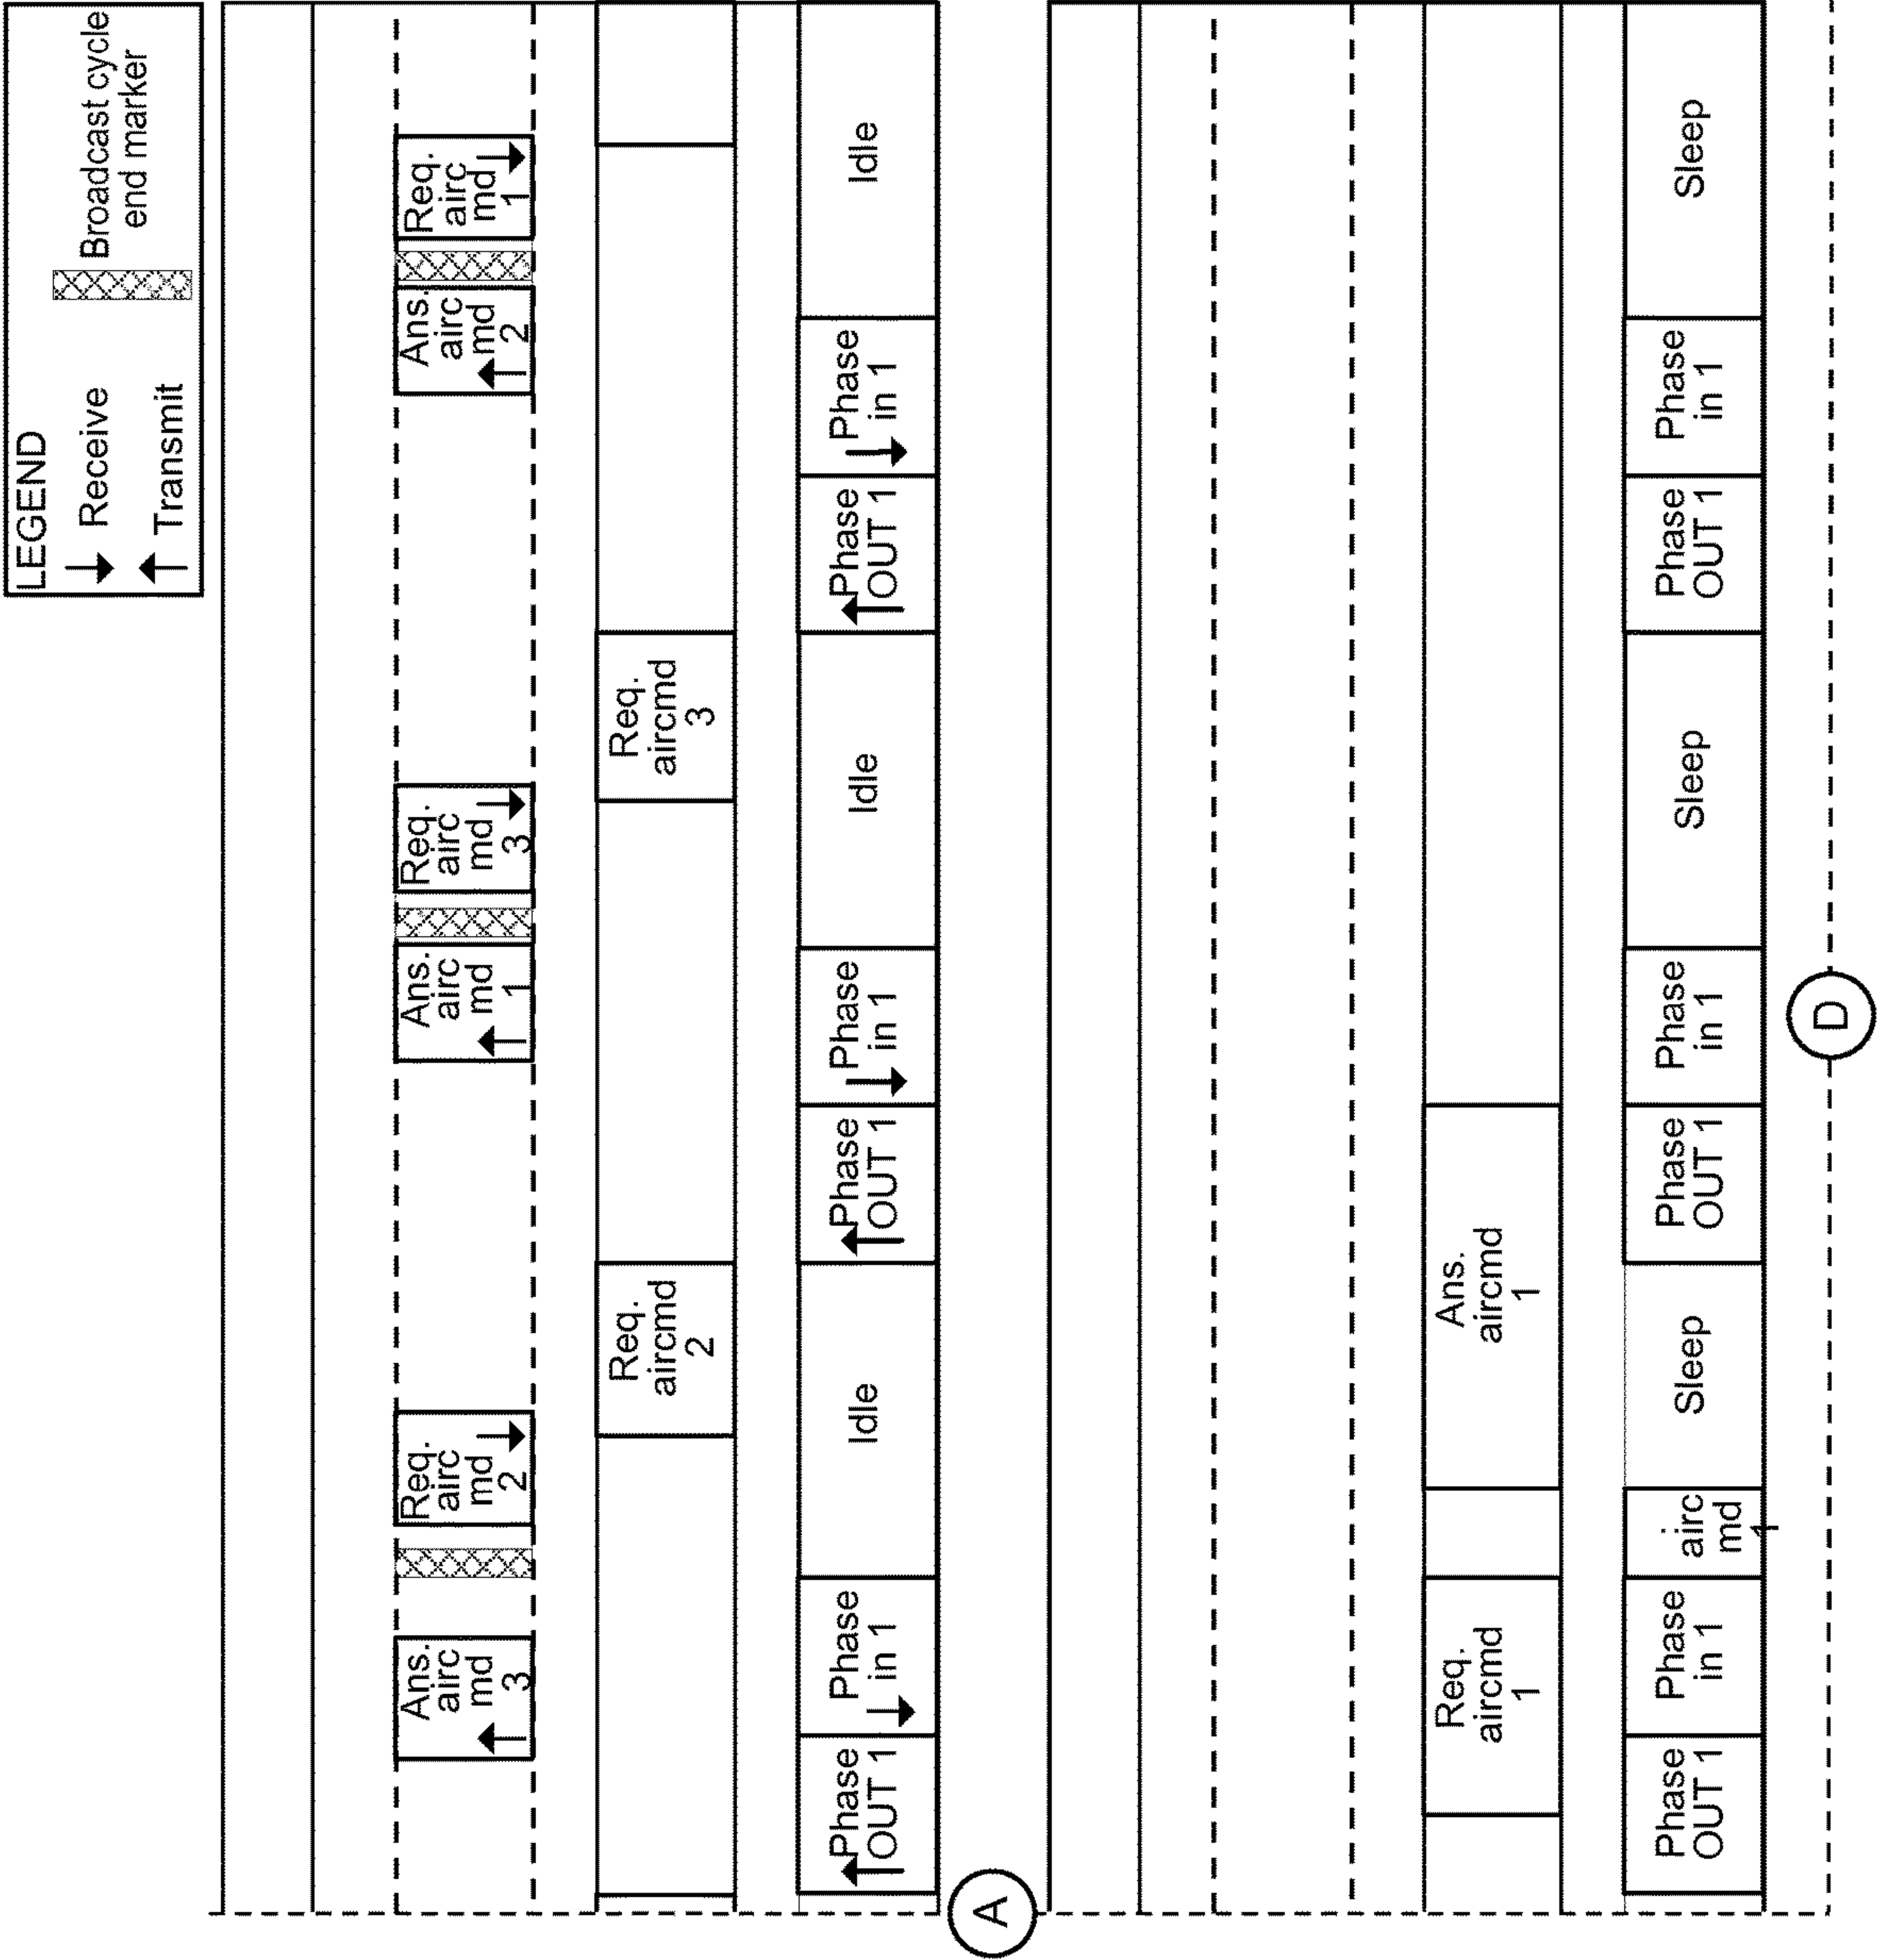 LEGEND
Receive
Transmit
Broadcast cycle
end marker
Ans.
airc
md
3
Req.
airc
md
2
Ans.
airc
md
1
Req.
airc
md
3
Ans.
airc
md
2
Req.
airc
md
1
Req.
aircmd
2
Req.
aircmd
3
Phase
OUT 1
Phase
in 1
Idle
Phase
OUT 1
Phase
in 1
Idle
Phase
OUT 1
Phase
in 1
Idle
A
Req.
aircmd
1
Ans.
aircmd
1
Phase
OUT 1
Phase
in 1
airc
md
1
Sleep
Phase
OUT 1
Phase
in 1
Sleep
Phase
OUT 1
Phase
in 1
Sleep
D